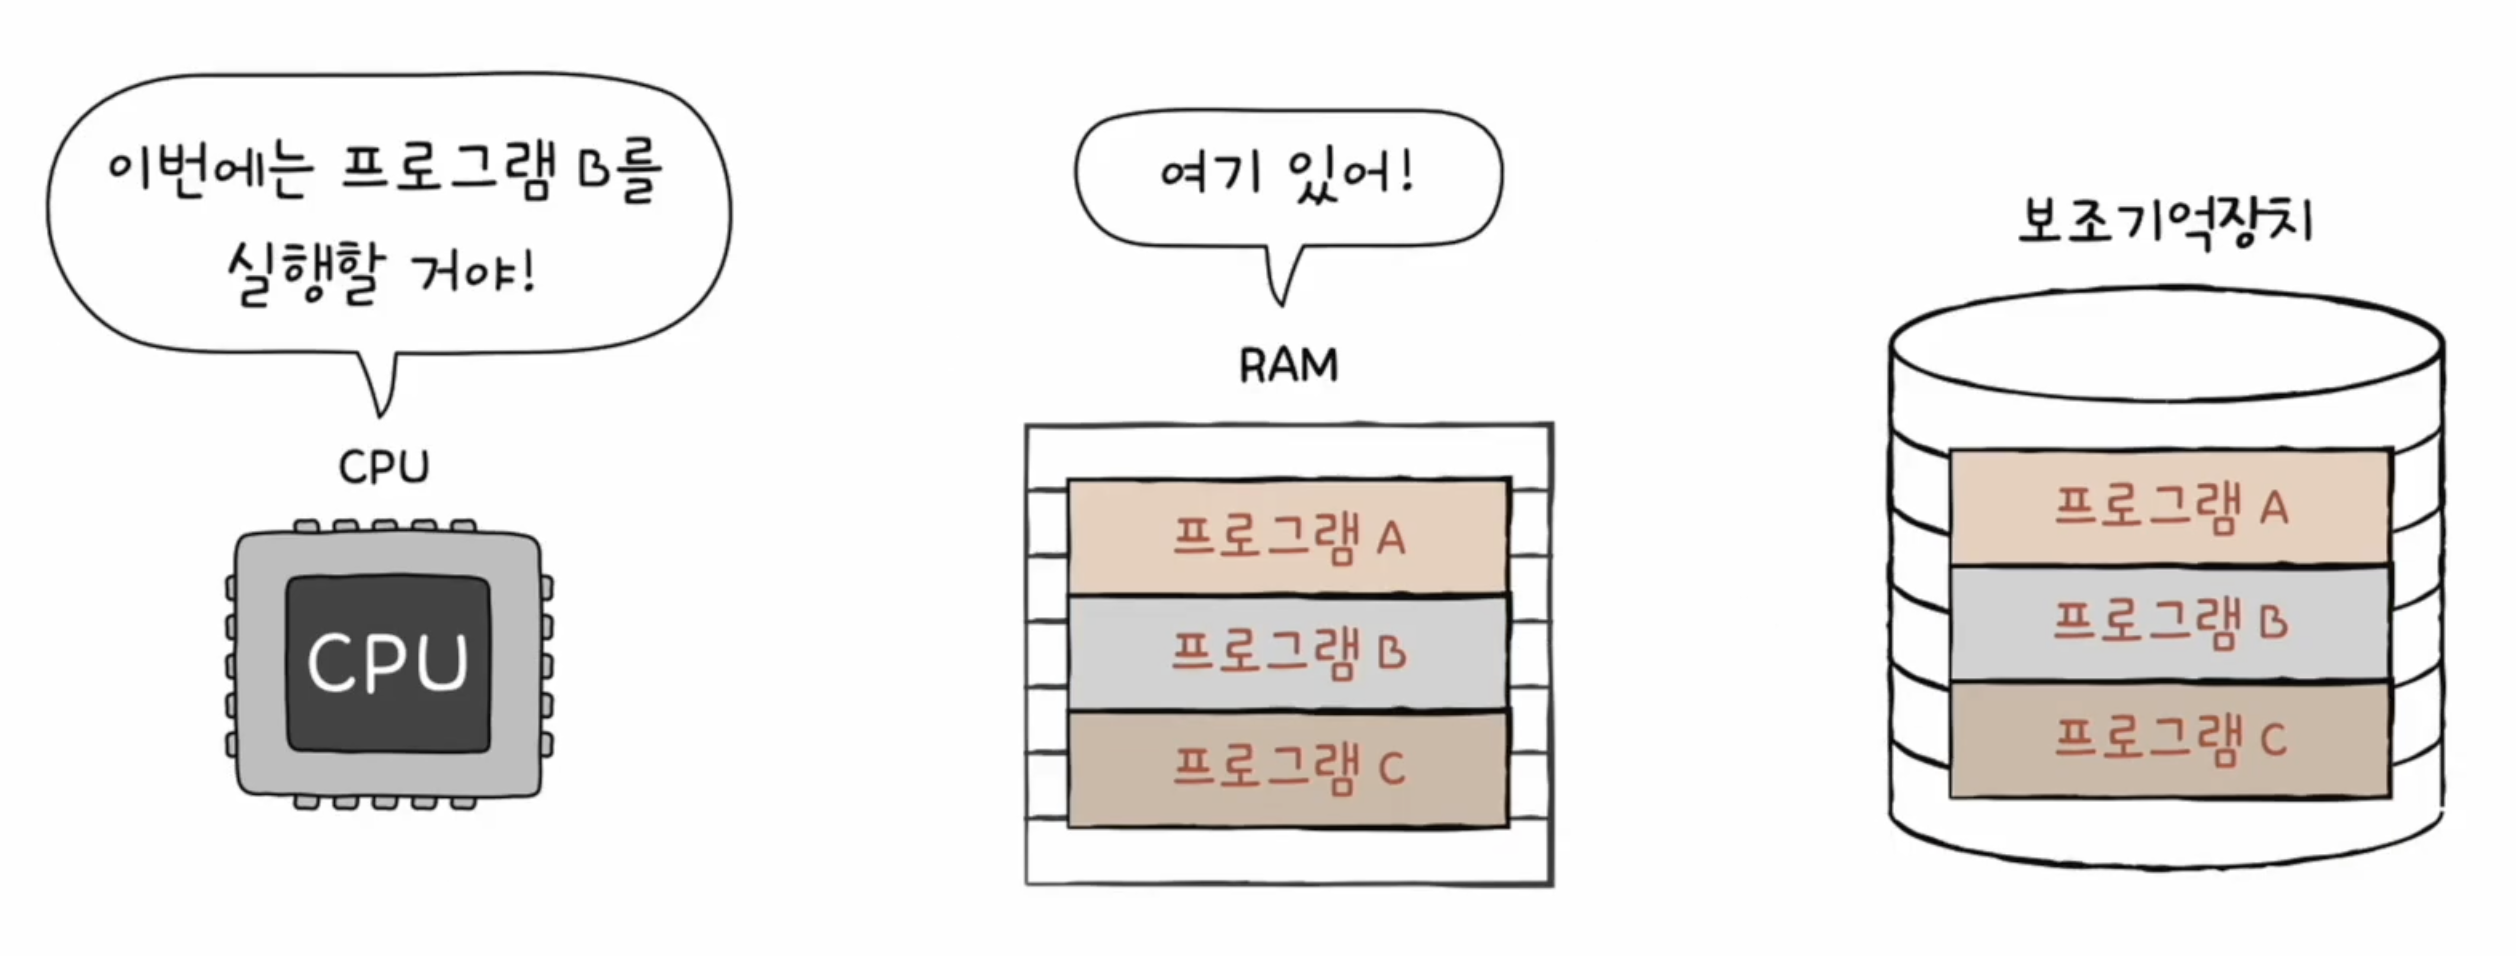 이번에는 프로그램 B를
실행할 거야!
CPU
CPU
여기 있어!
RAM
프로그램 A
프로그램 B
프로그램 C
보조기억장치
프로그램 A
프로그램 B
프로그램 C